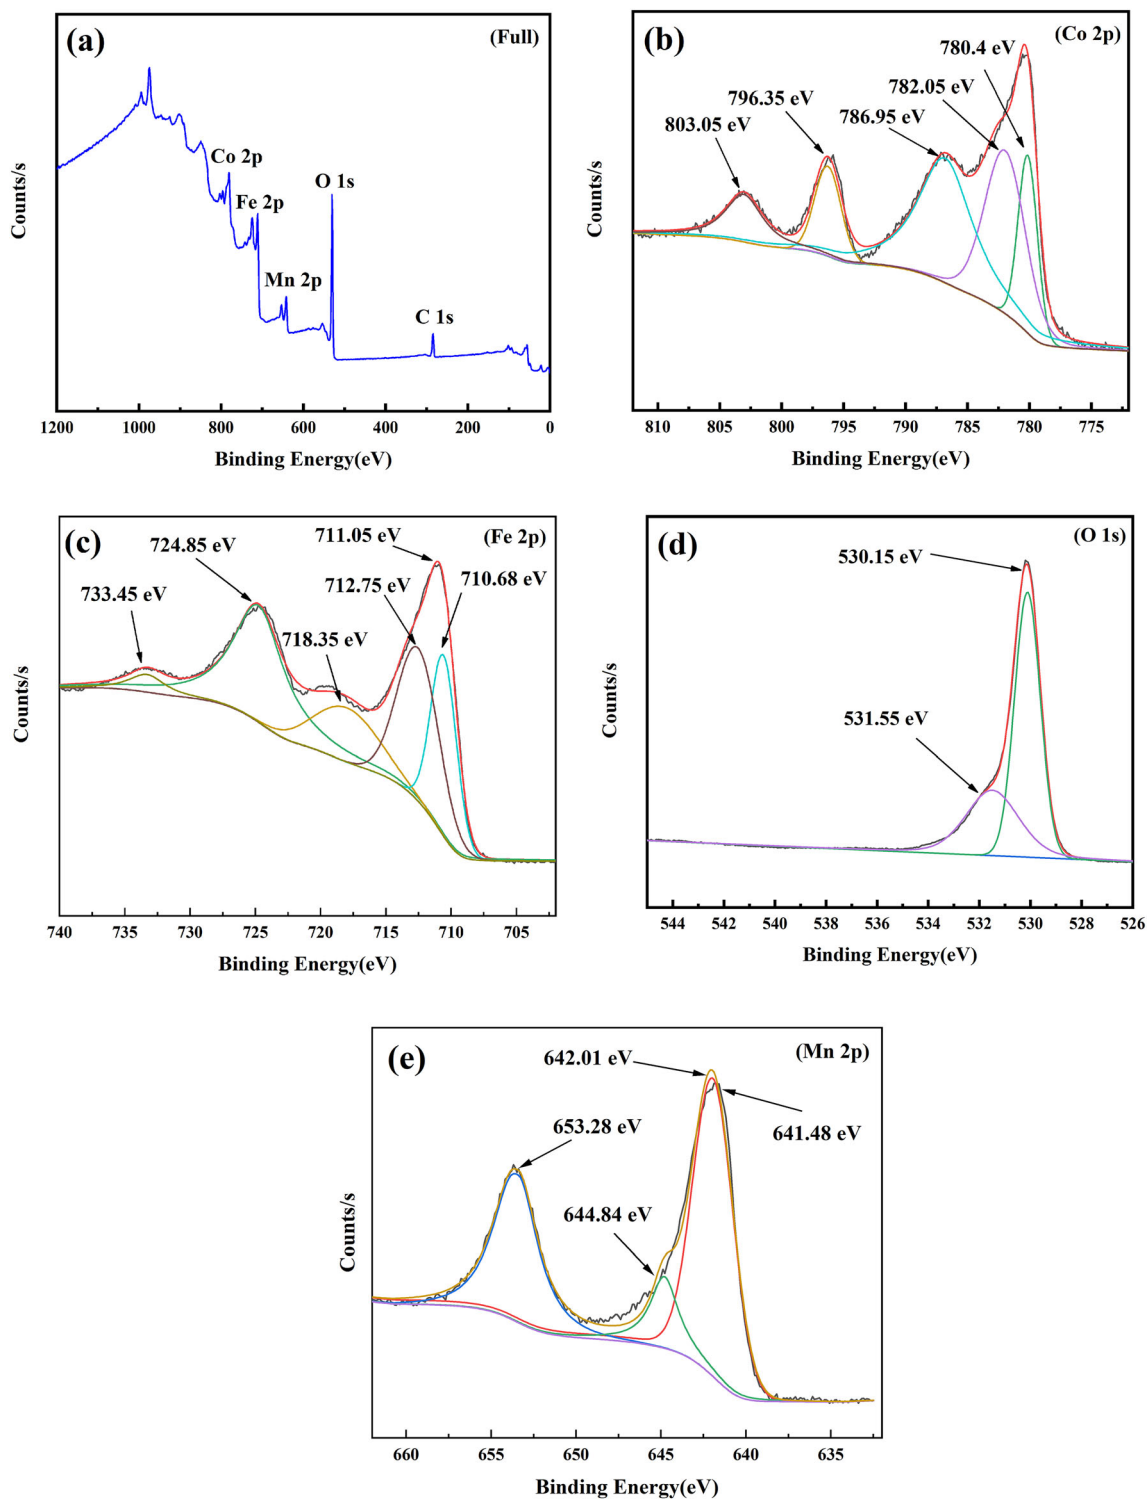 (a)
(Full)
Co 2p
O 1s
Fe 2p
Mn 2p
C 1s
Counts/s
1200 1000 800 600 400 200 0
Binding Energy(eV)
(b)
(Co 2p)
780.4 eV
782.05 eV
796.35 eV
786.95 eV
803.05 eV
Counts/s
810 805 800 795 790 785 780 775
Binding Energy(eV)
(c)
(Fe 2p)
711.05 eV
724.85 eV
712.75 eV
710.68 eV
733.45 eV
718.35 eV
Counts/s
740 735 730 725 720 715 710 705
Binding Energy(eV)
(d)
(O 1s)
530.15 eV
531.55 eV
Counts/s
544 542 540 538 536 534 532 530 528 526
Binding Energy(eV)
(e)
(Mn 2p)
642.01 eV
653.28 eV
641.48 eV
644.84 eV
Counts/s
660 655 650 645 640 635
Binding Energy(eV)